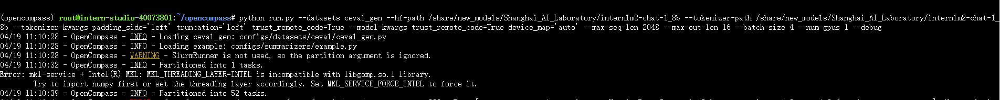 (opencompass) root@intern-studio-40073801:~/opencompass# python run.py --datasets ceval_gen --hf-path /share/new_models/Shanghai_AI_Laboratory/internlm2-chat-1_8b --tokenizer-path /share/new_models/Shanghai_AI_Laboratory/internlm2-chat-1_
8b --tokenizer-kwargs padding_side='left' truncation='left' trust_remote_code=True --model-kwargs trust_remote_code=True device_map='auto' --max-seq-len 2048 --max-out-len 16 --batch-size 4 --num-gpus 1 --debug
04/19 11:10:28 - OpenCompass - INFO - Loading ceval_gen: configs/datasets/ceval/ceval_gen.py
04/19 11:10:28 - OpenCompass - INFO - Loading example: configs/summarizers/example.py
04/19 11:10:28 - OpenCompass - WARNING - SlurmRunner is not used, so the partition argument is ignored.
04/19 11:10:32 - OpenCompass - INFO - Partitioned into 1 tasks.
Error: mkl-service + Intel(R) MKL: MKL_THREADING_LAYER=INTEL is incompatible with libgomp.so.1 library.
Try to import numpy first or set the threading layer accordingly. Set MKL_SERVICE_FORCE_INTEL to force it.
04/19 11:10:39 - OpenCompass - INFO - Partitioned into 52 tasks.